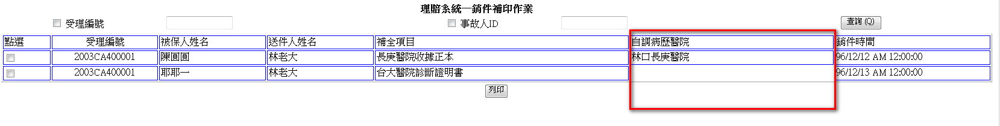 理賠系統─銷件補印作業
受理編號 事故人ID 查詢 (Q)
點選 受理編號 被保人姓名 送件人姓名 補全項目 自調病歷醫院 銷件時間
2003CA400001 陳圓圓 林老大 長庚醫院收據正本 林口長庚醫院 96/12/12 AM 12:00:00
2003CA400001 耶耶一 林老大 台大醫院診斷證明書 96/12/13 AM 12:00:00
列印